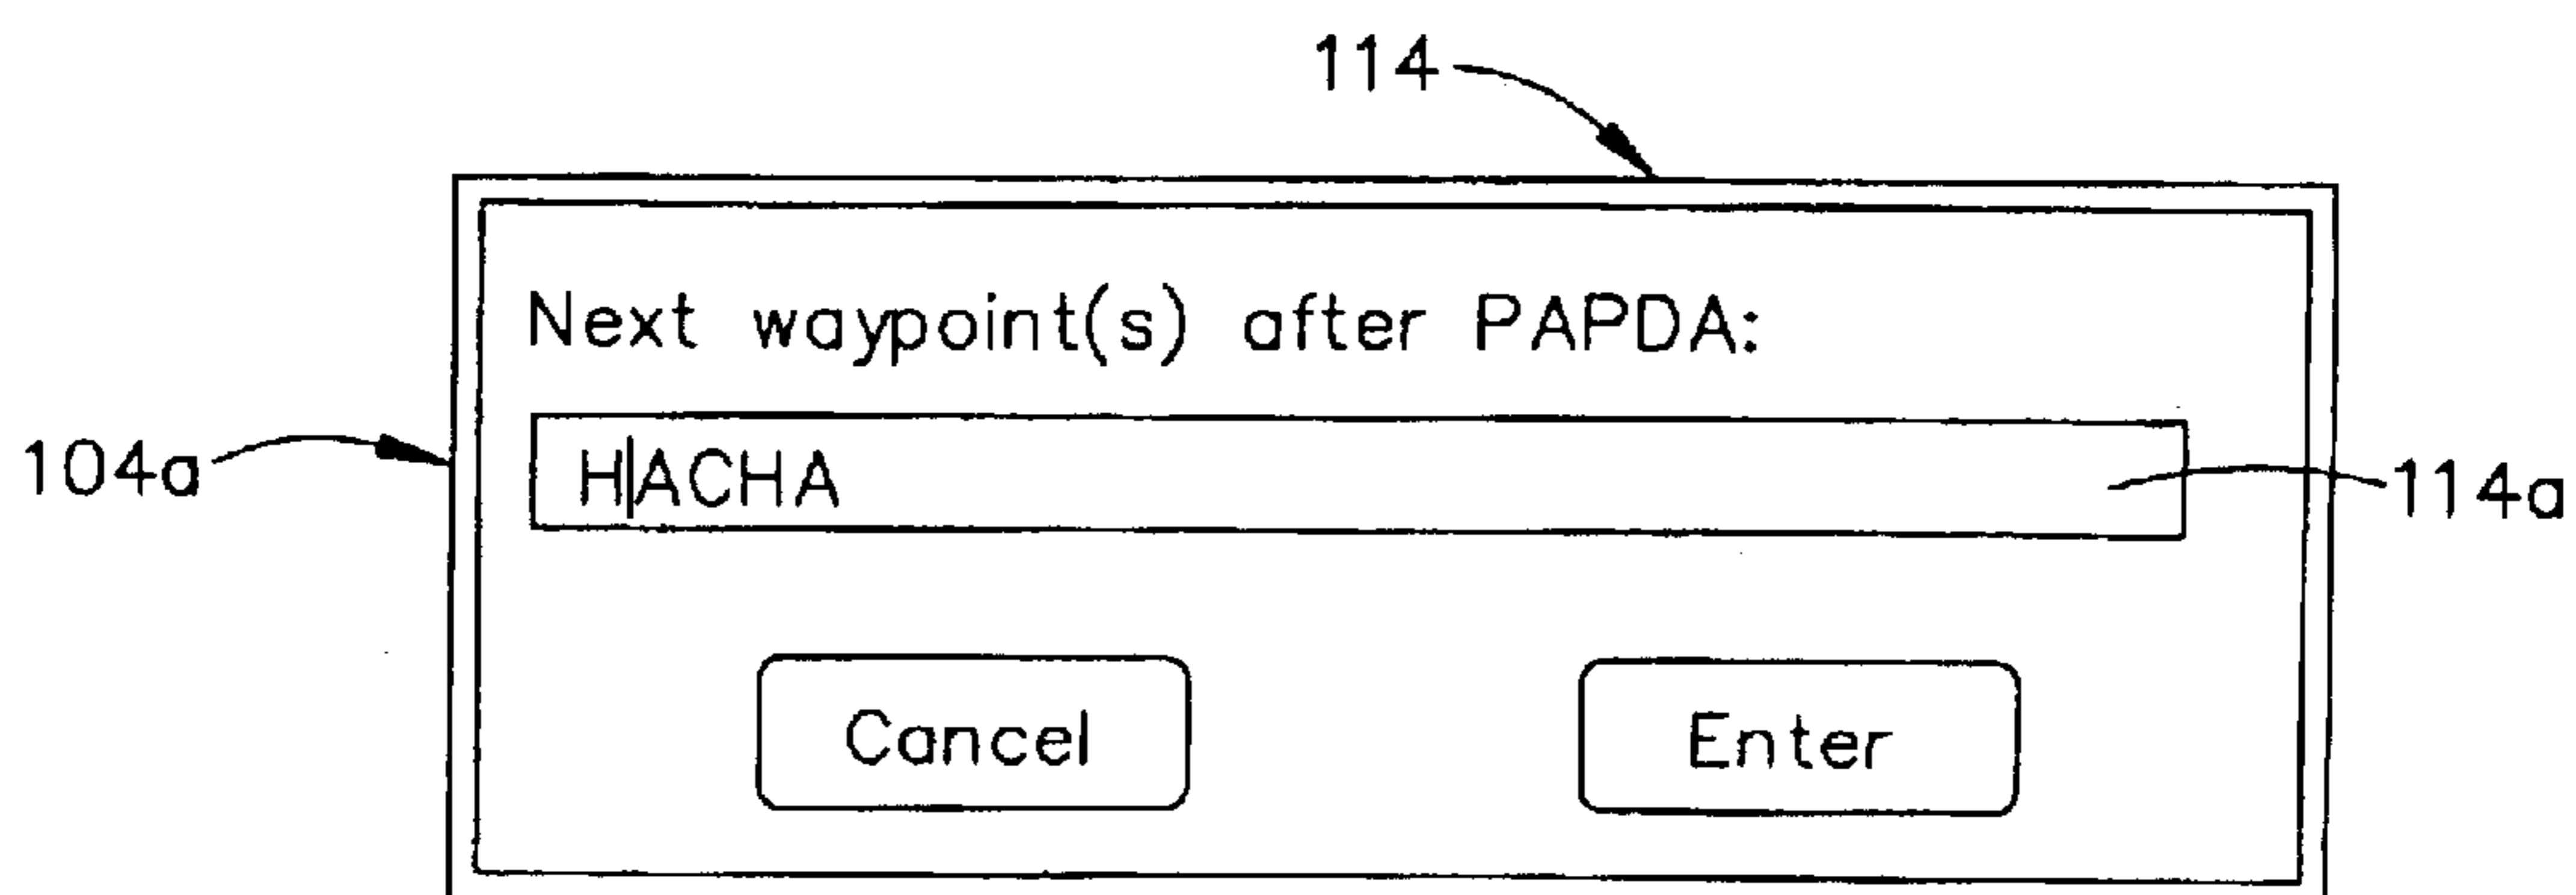 114
Next waypoint(s) after PAPDA:
104a
H|ACHA
114a
Cancel
Enter